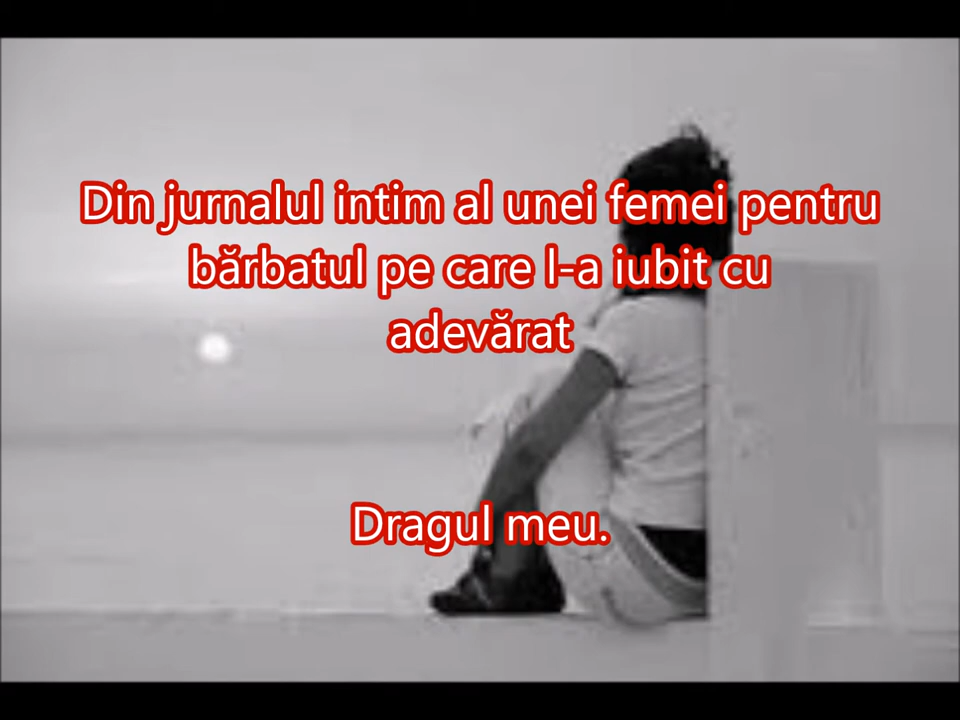 Din jurnalul intim al unei femei pentru
bărbatul pe care l-a iubit cu
adevărat
Dragul meu.